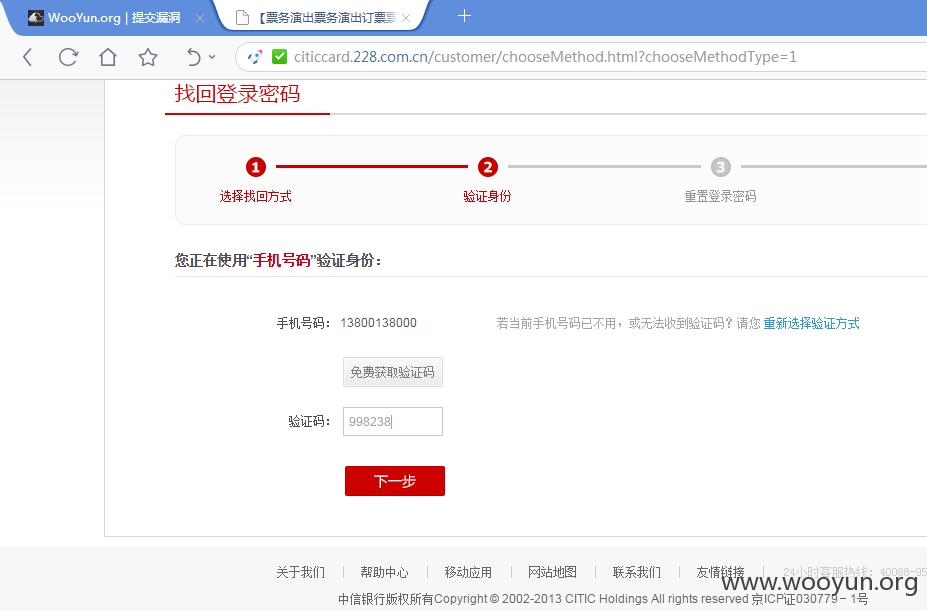 WooYun.org | 提交漏洞
【票务演出票务演出订票票
citiccard.228.com.cn/customer/chooseMethod.html?chooseMethodType=1
找回登录密码
1 2 3
选择找回方式 验证身份 重置登录密码
您正在使用“手机号码”验证身份：
手机号码： 13800138000 若当前手机号码已不用，或无法收到验证码？请您 重新选择验证方式
免费获取验证码
验证码： 998238
下一步
关于我们 | 帮助中心 | 移动应用 | 网站地图 | 联系我们 | 友情链接 | 24小时客服热线：40088-95
www.wooyun.org
中信银行版权所有Copyright © 2002-2013 CITIC Holdings All rights reserved 京ICP证030779－1号